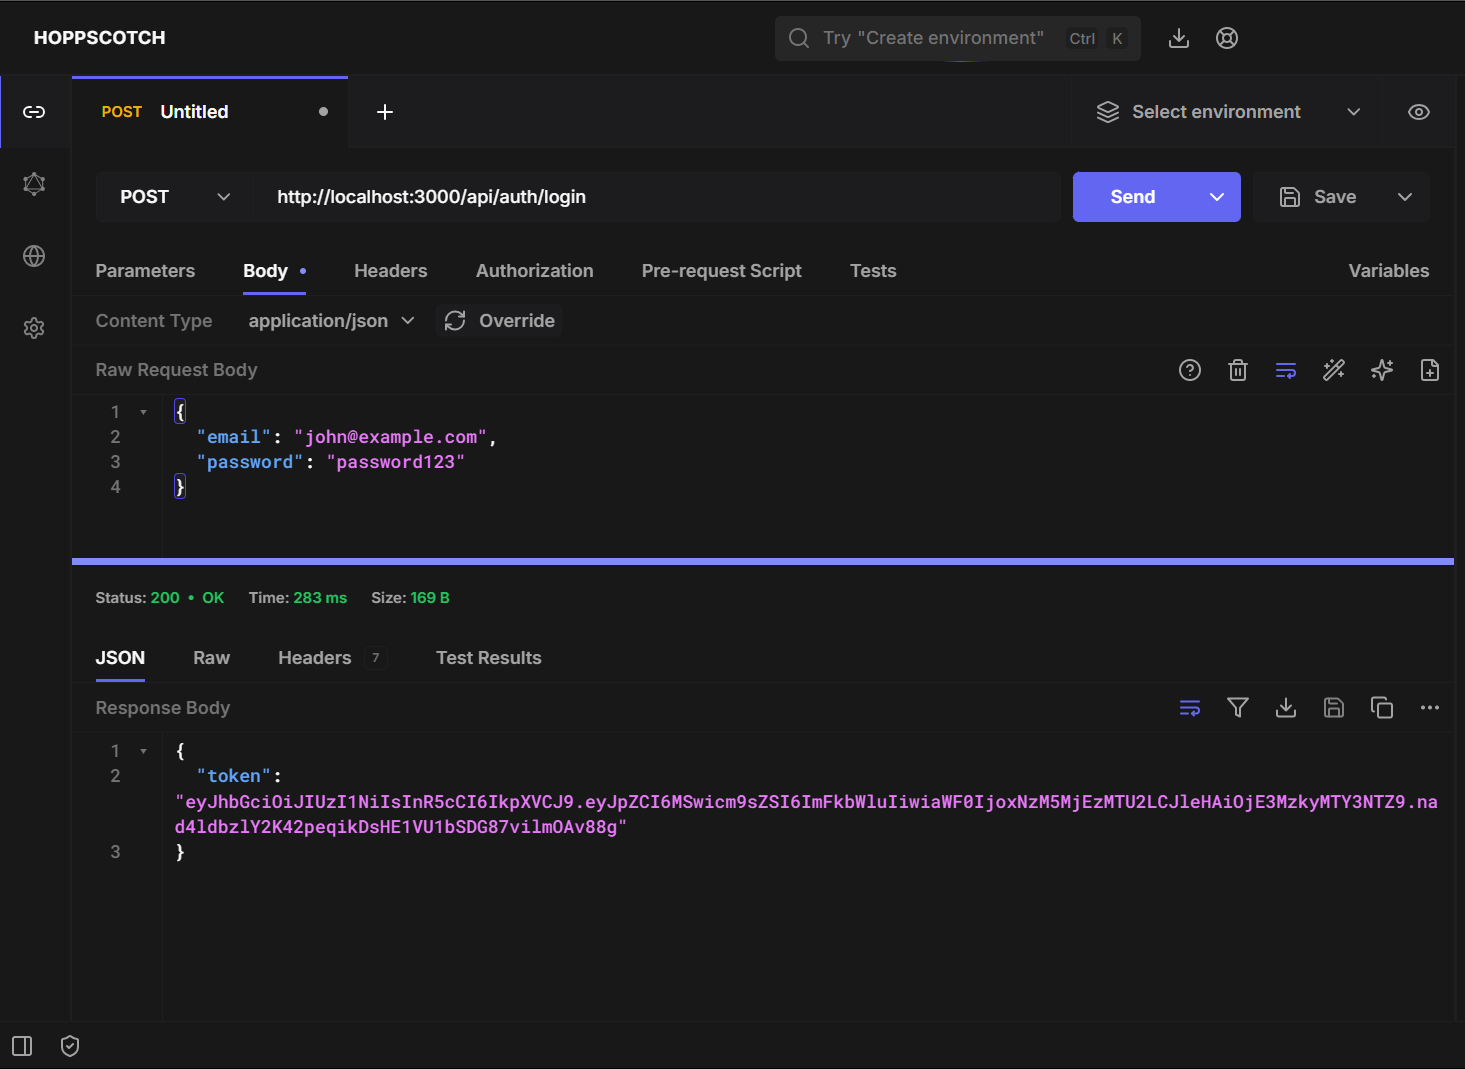 HOPPSCOTCH
Try "Create environment" Ctrl K
POST Untitled
Select environment
POST http://localhost:3000/api/auth/login
Send
Save
Parameters Body Headers Authorization Pre-request Script Tests Variables
Content Type application/json Override
Raw Request Body
1 {
2 "email": "john@example.com",
3 "password": "password123"
4 }
Status: 200 • OK Time: 283 ms Size: 169 B
JSON Raw Headers 7 Test Results
Response Body
1 {
2 "token":
"eyJhbGciOiJIUzI1NiIsInR5cCI6IkpXVCJ9.eyJpZCI6MSwicm9sZSI6ImFkbWluIiwiaWF0IjoxNzM5MjEzMTU2LCJleHAiOjE3MzkyMTY3NTZ9.na
d4ldbzlY2K42peqikDsHE1VU1bSDG87vilmOAv88g"
3 }